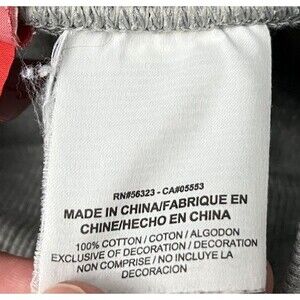 RN#56323 - CA#05553
MADE IN CHINA/FABRIQUE EN
CHINE/HECHO EN CHINA
100% COTTON / COTON / ALGODON
EXCLUSIVE OF DECORATION / DECORATION
NON COMPRISE / NO INCLUYE LA
DECORACION